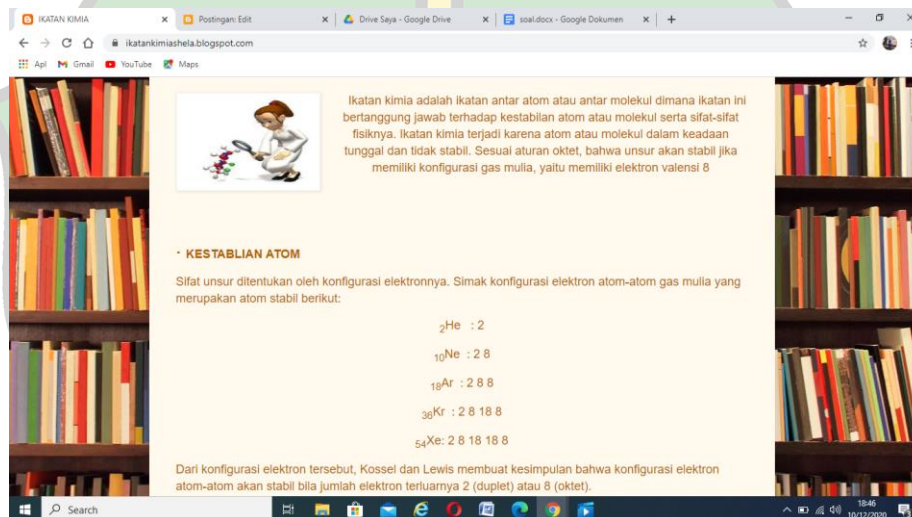 IKATAN KIMIA
Postingan: Edit
Drive Saya - Google Drive
soal.docx - Google Dokumen
ikatankimiashela.blogspot.com
Apl Gmail YouTube Maps
Ikatan kimia adalah ikatan antar atom atau antar molekul dimana ikatan ini
bertanggung jawab terhadap kestabilan atom atau molekul serta sifat-sifat
fisiknya. Ikatan kimia terjadi karena atom atau molekul dalam keadaan
tunggal dan tidak stabil. Sesuai aturan oktet, bahwa unsur akan stabil jika
memiliki konfigurasi gas mulia, yaitu memiliki elektron valensi 8
· KESTABLIAN ATOM
Sifat unsur ditentukan oleh konfigurasi elektronnya. Simak konfigurasi elektron atom-atom gas mulia yang
merupakan atom stabil berikut:
₂He : 2
₁₀Ne : 2 8
₁₈Ar : 2 8 8
₃₆Kr : 2 8 18 8
₅₄Xe: 2 8 18 18 8
Dari konfigurasi elektron tersebut, Kossel dan Lewis membuat kesimpulan bahwa konfigurasi elektron
atom-atom akan stabil bila jumlah elektron terluarnya 2 (duplet) atau 8 (oktet).
Search
18:46
10/12/2020